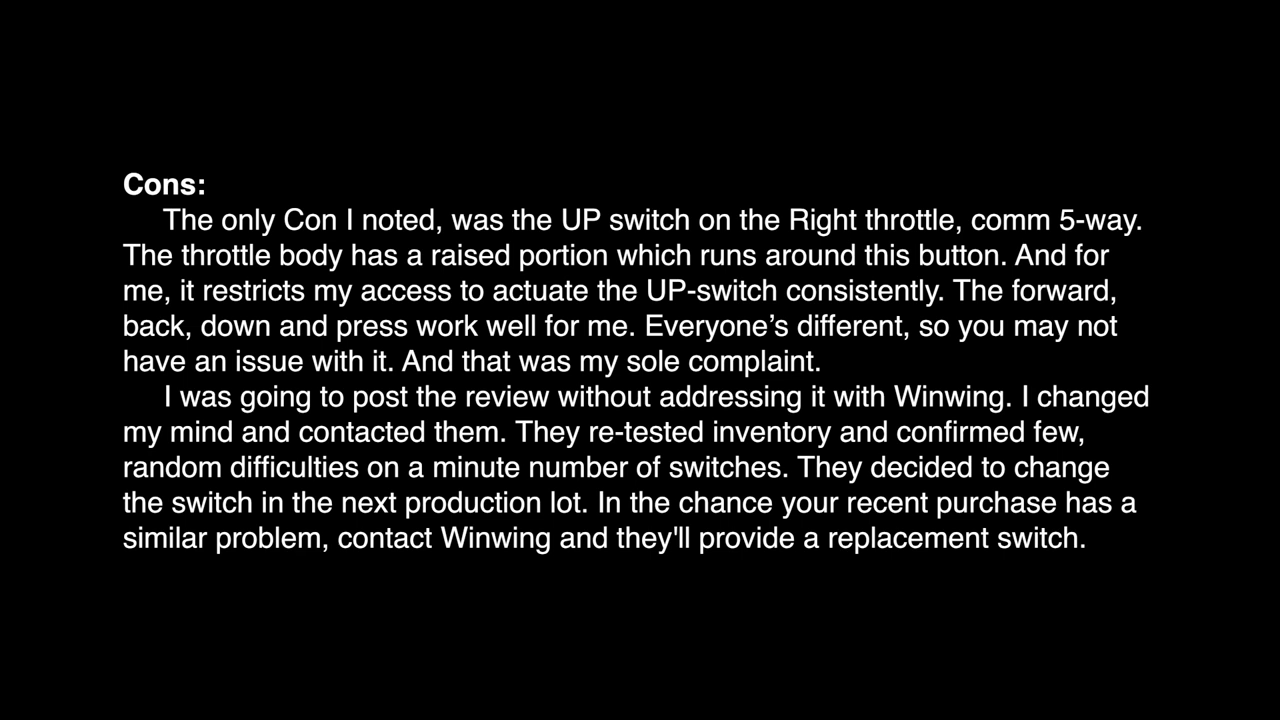 Cons:
The only Con I noted, was the UP switch on the Right throttle, comm 5-way.
The throttle body has a raised portion which runs around this button. And for
me, it restricts my access to actuate the UP-switch consistently. The forward,
back, down and press work well for me. Everyone’s different, so you may not
have an issue with it. And that was my sole complaint.
I was going to post the review without addressing it with Winwing. I changed
my mind and contacted them. They re-tested inventory and confirmed few,
random difficulties on a minute number of switches. They decided to change
the switch in the next production lot. In the chance your recent purchase has a
similar problem, contact Winwing and they'll provide a replacement switch.